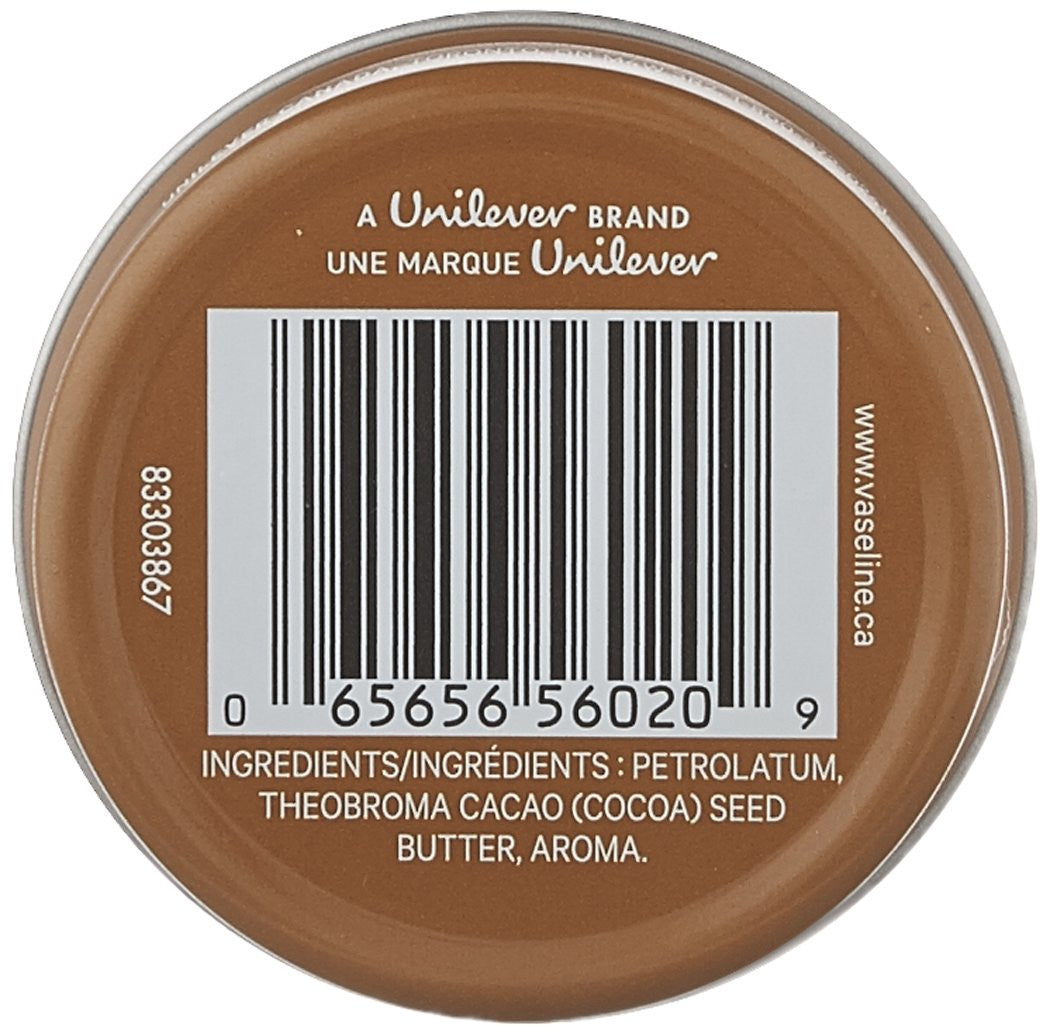 A Unilever BRAND
UNE MARQUE Unilever
www.vaseline.ca
83303867
0 65656 56020 9
INGREDIENTS/INGRÉDIENTS : PETROLATUM,
THEOBROMA CACAO (COCOA) SEED
BUTTER, AROMA.